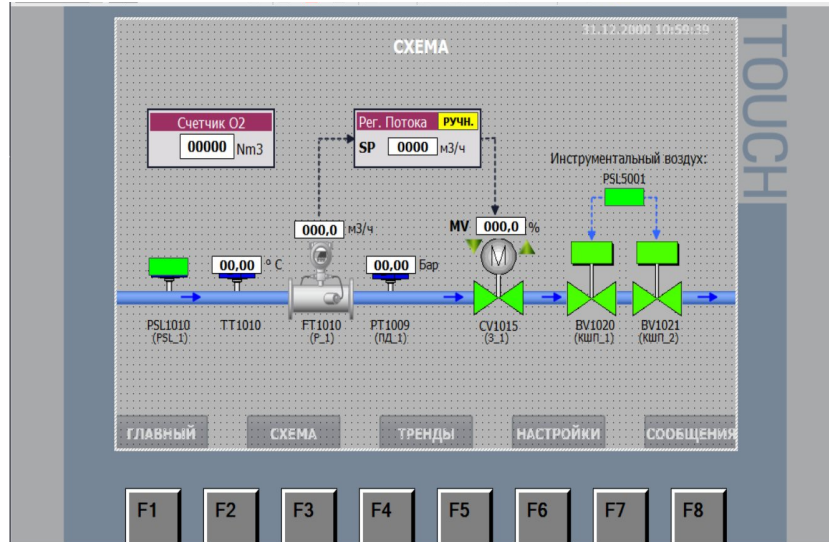 31.12.2000 10:59:39
СХЕМА
TOUCH
Счетчик O2
00000 Nm3
Рег. Потока РУЧН.
SP 0000 м3/ч
Инструментальный воздух:
PSL5001
000,0 м3/ч
MV 000,0 %
M
00,00 ° C
00,00 Бар
PSL1010
(PSL_1)
TT1010
FT1010
(P_1)
PT1009
(ПД_1)
CV1015
(З_1)
BV1020
(КШП_1)
BV1021
(КШП_2)
ГЛАВНЫЙ СХЕМА ТРЕНДЫ НАСТРОЙКИ СООБЩЕНИЯ
F1 F2 F3 F4 F5 F6 F7 F8